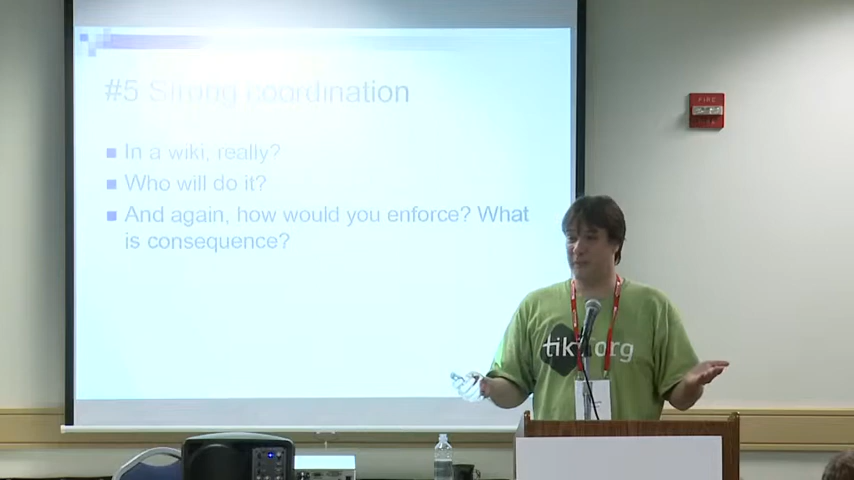 #5 Strong coordination
In a wiki, really?
Who will do it?
And again, how would you enforce? What
is consequence?
FIRE
org